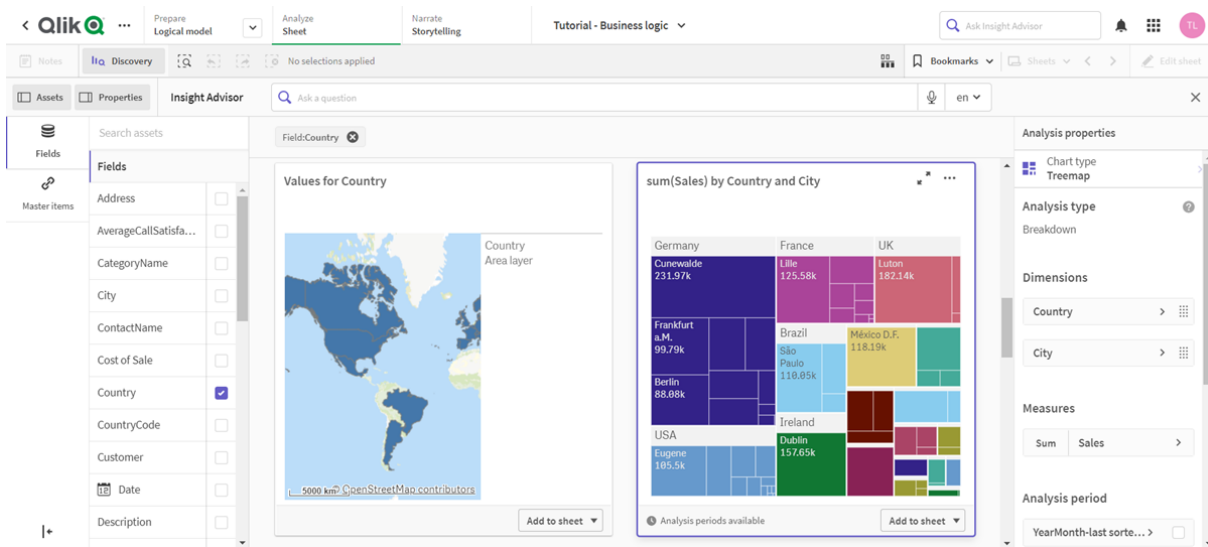 Qlik
Prepare
Logical model
Analyze
Sheet
Narrate
Storytelling
Tutorial - Business logic
Ask Insight Advisor
TL
Notes
Discovery
No selections applied
Bookmarks
Sheets
Edit sheet
Assets
Properties
Insight Advisor
Ask a question
en
Fields
Master items
Search assets
Fields
Address
AverageCallSatisfa...
CategoryName
City
ContactName
Cost of Sale
Country
CountryCode
Customer
Date
Description
Field:Country
Values for Country
Country
Area layer
5000 km
© OpenStreetMap contributors
Add to sheet
sum(Sales) by Country and City
Germany
Cunewalde
231.97k
Frankfurt
a.M.
99.79k
Berlin
88.08k
USA
Eugene
105.5k
France
Lille
125.58k
UK
Luton
182.14k
Brazil
São
Paulo
110.05k
México D.F.
118.19k
Ireland
Dublin
157.65k
Analysis periods available
Add to sheet
Analysis properties
Chart type
Treemap
Analysis type
Breakdown
Dimensions
Country
City
Measures
Sum
Sales
Analysis period
YearMonth-last sorte...